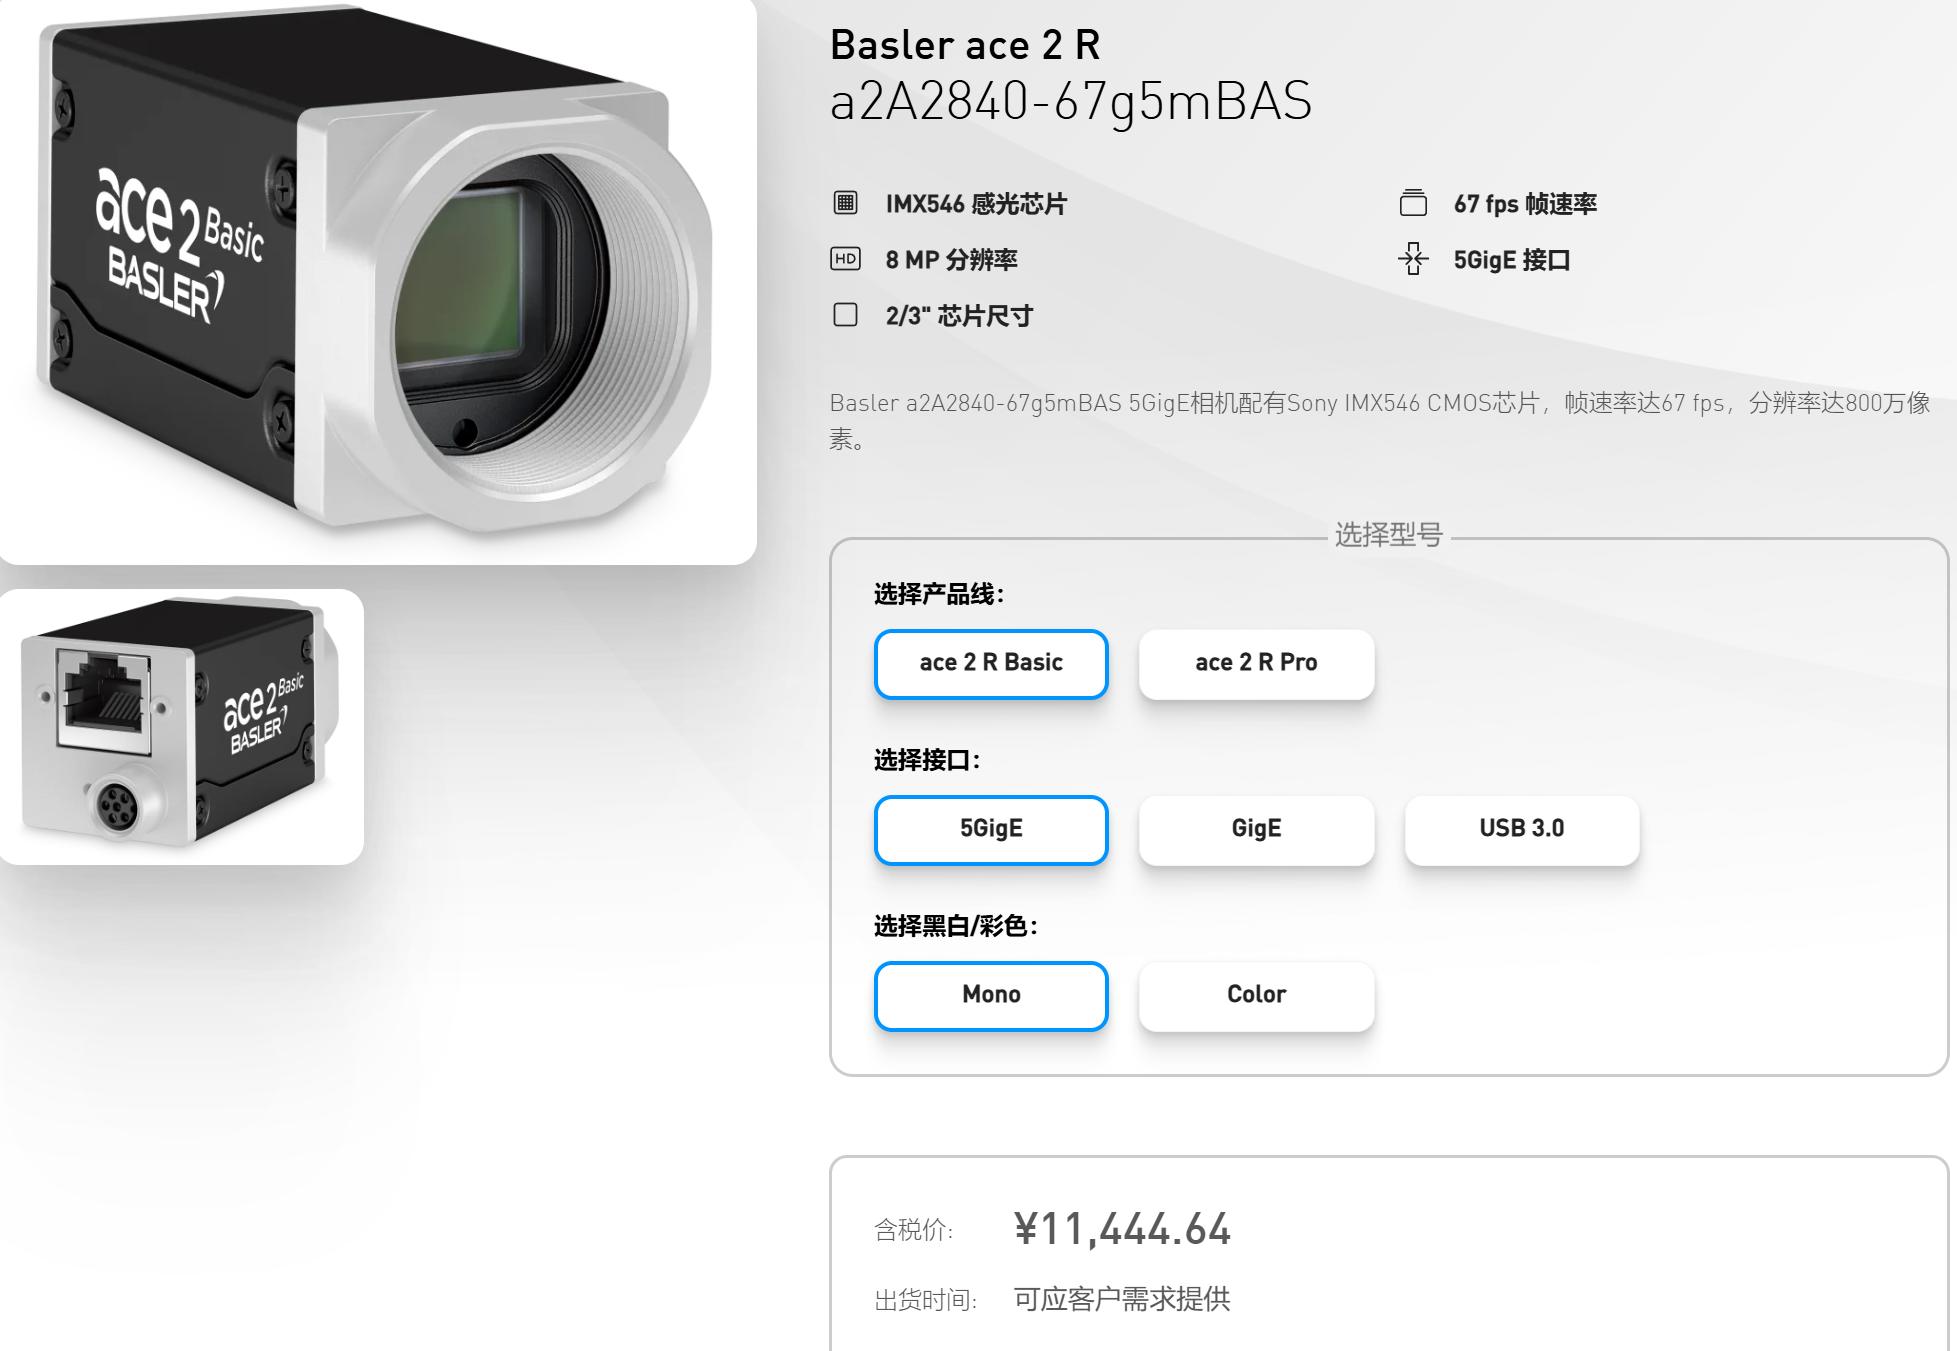 ace 2 Basic
BASLER
ace 2 Basic
BASLER
Basler ace 2 R
a2A2840-67g5mBAS
IMX546 感光芯片
67 fps 帧速率
HD
8 MP 分辨率
5GigE 接口
2/3" 芯片尺寸
Basler a2A2840-67g5mBAS 5GigE相机配有Sony IMX546 CMOS芯片，帧速率达67 fps，分辨率达800万像
素。
选择型号
选择产品线：
ace 2 R Basic
ace 2 R Pro
选择接口：
5GigE
GigE
USB 3.0
选择黑白/彩色：
Mono
Color
含税价:
¥11,444.64
出货时间:
可应客户需求提供